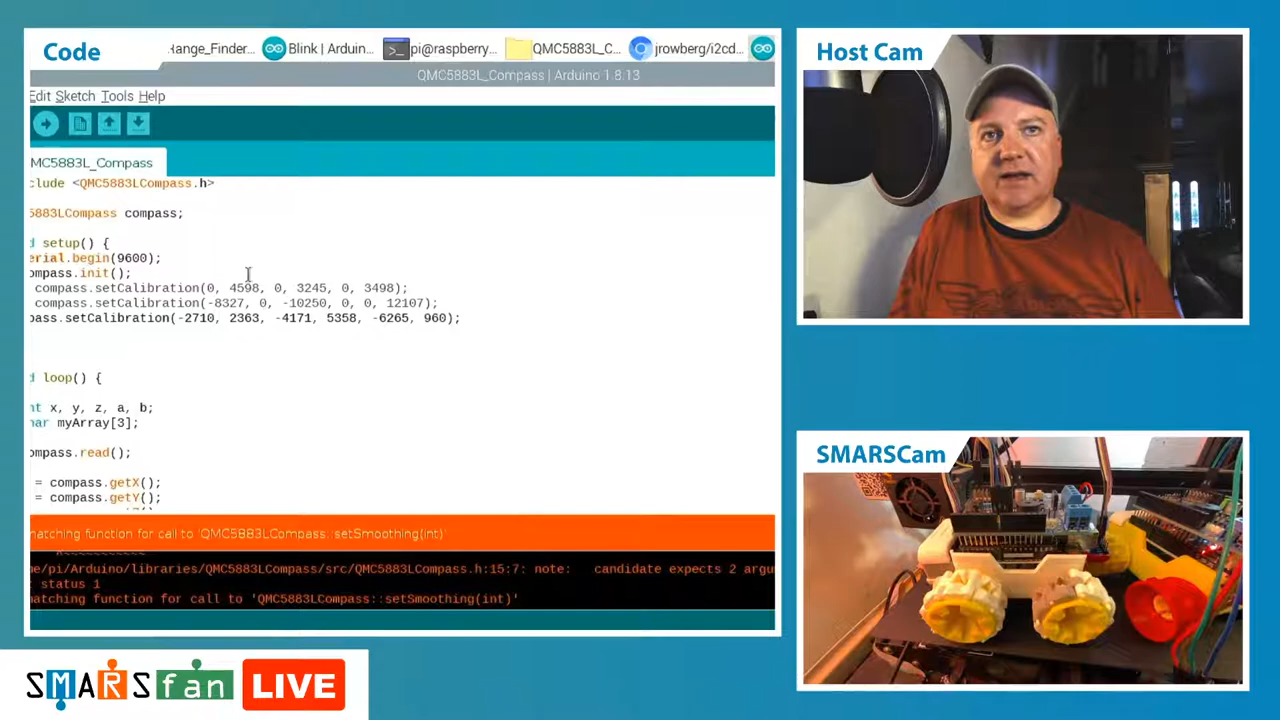 Code
Range_Finder...
Blink | Arduin...
pi@raspberry...
QMC5883L_C...
jrowberg/i2cd...
QMC5883L_Compass | Arduino 1.8.13
Edit Sketch Tools Help
MC5883L_Compass
clude <QMC5883LCompass.h>
5883LCompass compass;
d setup() {
erial.begin(9600);
ompass.init();
compass.setCalibration(0, 4598, 0, 3245, 0, 3498);
compass.setCalibration(-8327, 0, -10250, 0, 0, 12107);
pass.setCalibration(-2710, 2363, -4171, 5358, -6265, 960);
d loop() {
nt x, y, z, a, b;
har myArray[3];
ompass.read();
= compass.getX();
= compass.getY();
matching function for call to 'QMC5883LCompass::setSmoothing(int)'
^~~~~~~~~~~~
me/pi/Arduino/libraries/QMC5883LCompass/src/QMC5883LCompass.h:15:7: note:   candidate expects 2 argu
t status 1
matching function for call to 'QMC5883LCompass::setSmoothing(int)'
Host Cam
SMARSCam
SMARSfan LIVE